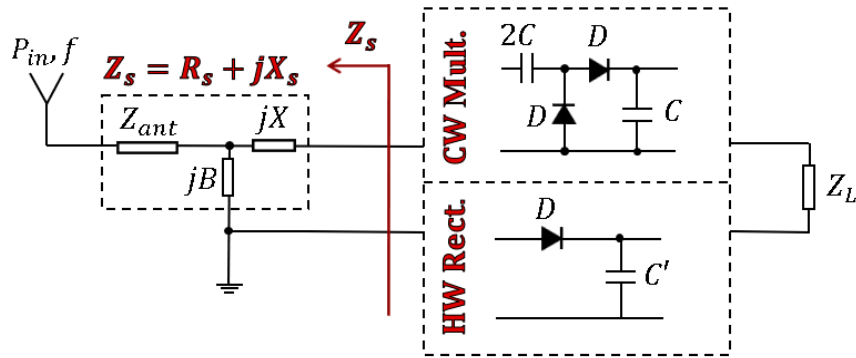 P_in, f
Z_s = R_s + jX_s
Z_s
Z_ant
jX
jB
CW Mult.
2C
D
D
C
HW Rect.
D
C'
Z_L